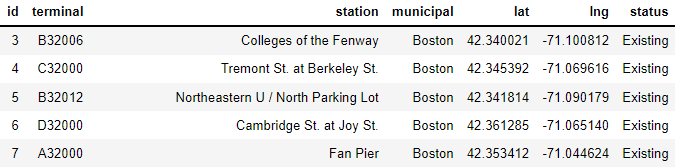 id terminal station municipal lat lng status
3 B32006 Colleges of the Fenway Boston 42.340021 -71.100812 Existing
4 C32000 Tremont St. at Berkeley St. Boston 42.345392 -71.069616 Existing
5 B32012 Northeastern U / North Parking Lot Boston 42.341814 -71.090179 Existing
6 D32000 Cambridge St. at Joy St. Boston 42.361285 -71.065140 Existing
7 A32000 Fan Pier Boston 42.353412 -71.044624 Existing